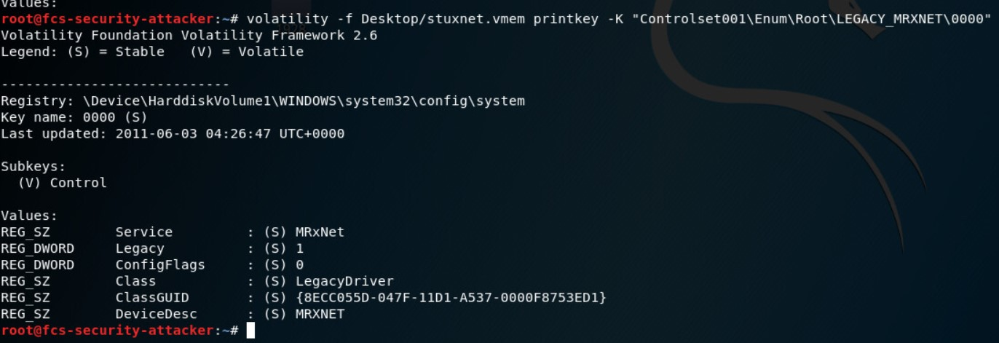 values:
root@fcs-security-attacker:~# volatility -f Desktop/stuxnet.vmem printkey -K "Controlset001\Enum\Root\LEGACY_MRXNET\0000"
Volatility Foundation Volatility Framework 2.6
Legend: (S) = Stable   (V) = Volatile

----------------------------
Registry: \Device\HarddiskVolume1\WINDOWS\system32\config\system
Key name: 0000 (S)
Last updated: 2011-06-03 04:26:47 UTC+0000

Subkeys:
  (V) Control

Values:
REG_SZ        Service         : (S) MRxNet
REG_DWORD     Legacy          : (S) 1
REG_DWORD     ConfigFlags     : (S) 0
REG_SZ        Class           : (S) LegacyDriver
REG_SZ        ClassGUID       : (S) {8ECC055D-047F-11D1-A537-0000F8753ED1}
REG_SZ        DeviceDesc      : (S) MRXNET
root@fcs-security-attacker:~#